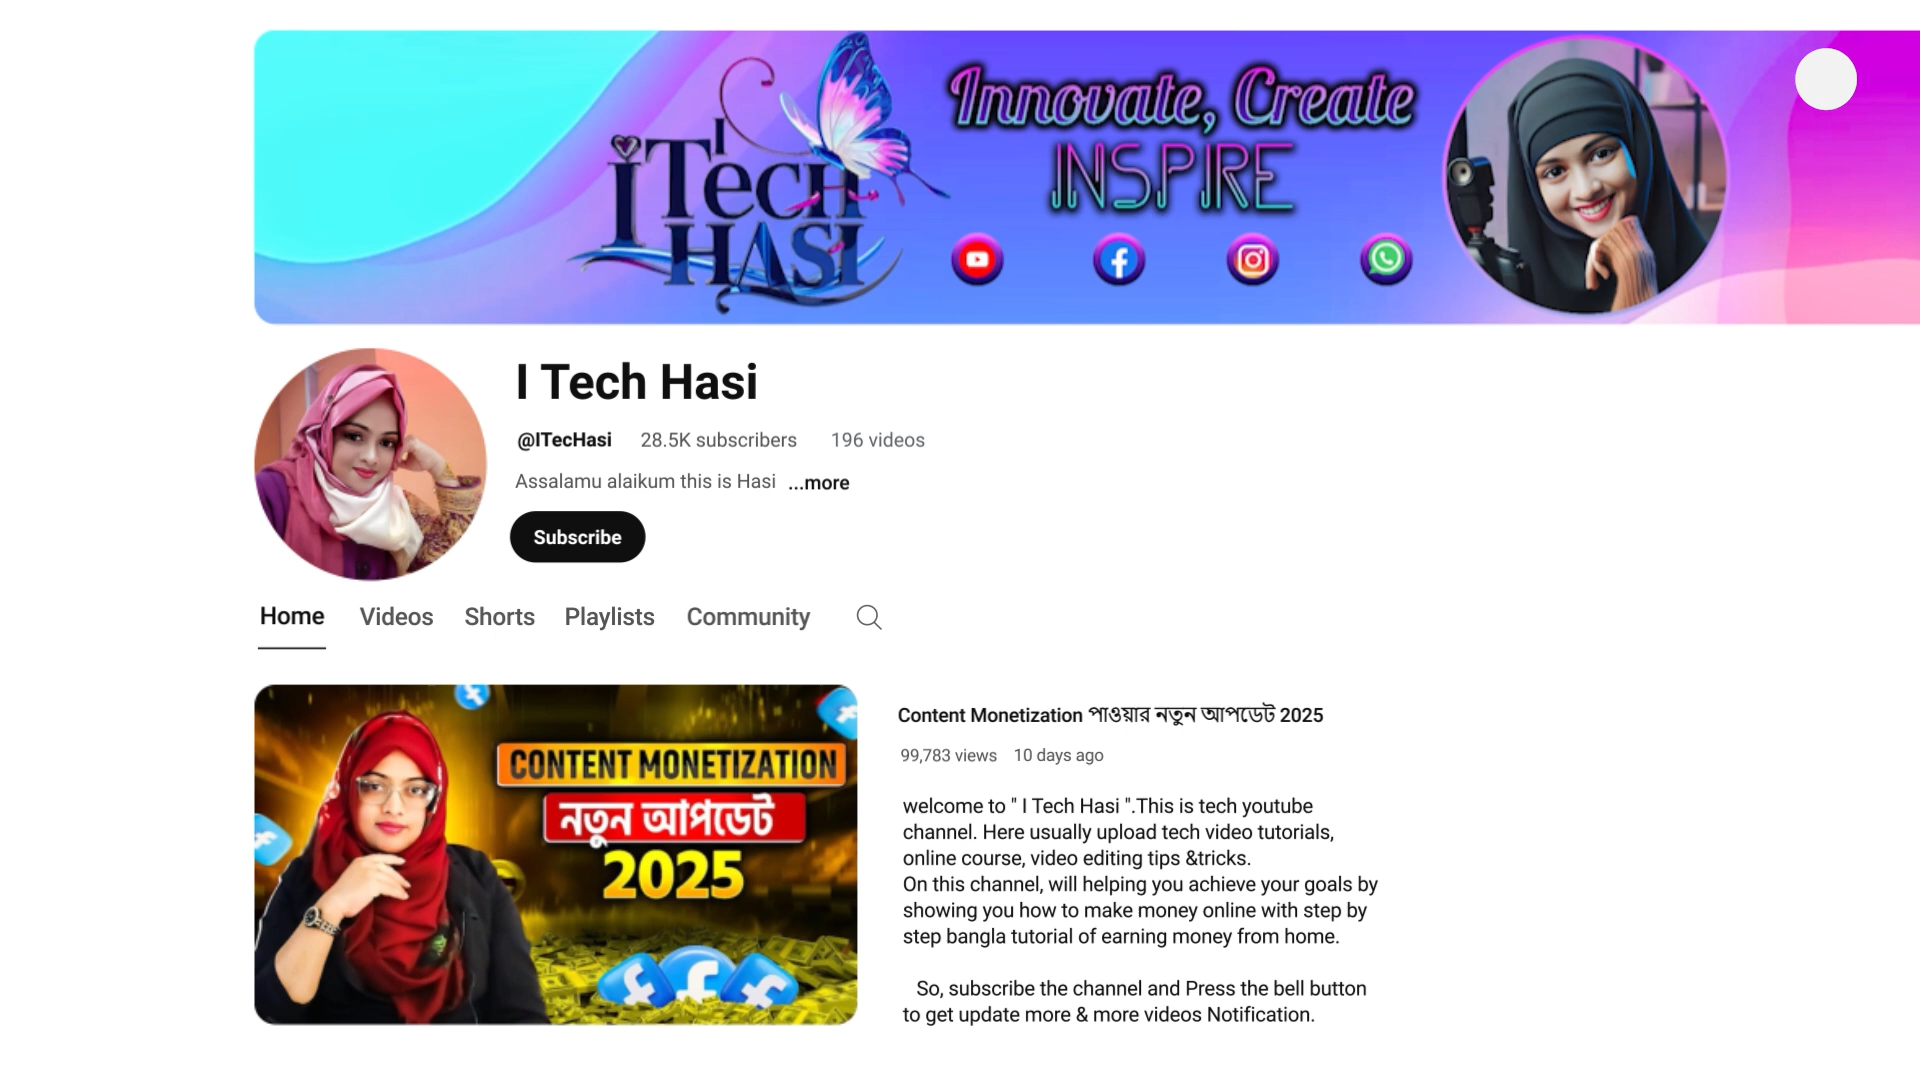 I Tech
Hasi
Innovate, Create
INSPIRE
I Tech Hasi
@ITecHasi 28.5K subscribers 196 videos
Assalamu alaikum this is Hasi ...more
Subscribe
Home Videos Shorts Playlists Community
CONTENT MONETIZATION
নতুন আপডেট
2025
Content Monetization পাওয়ার নতুন আপডেট 2025
99,783 views 10 days ago
welcome to " I Tech Hasi ".This is tech youtube
channel. Here usually upload tech video tutorials,
online course, video editing tips &tricks.
On this channel, will helping you achieve your goals by
showing you how to make money online with step by
step bangla tutorial of earning money from home.
So, subscribe the channel and Press the bell button
to get update more & more videos Notification.